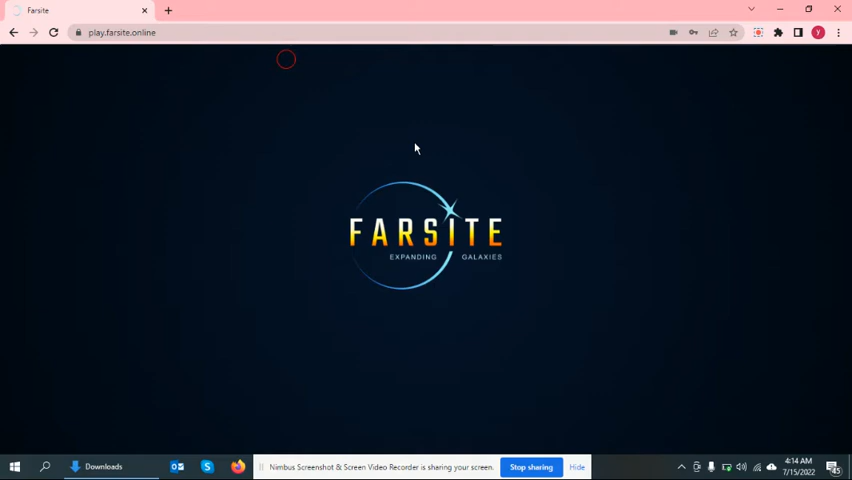 Farsite
play.farsite.online
y
FARSITE
EXPANDING GALAXIES
Downloads
Nimbus Screenshot & Screen Video Recorder is sharing your screen.
Stop sharing
Hide
4:14 AM
7/15/2022
45